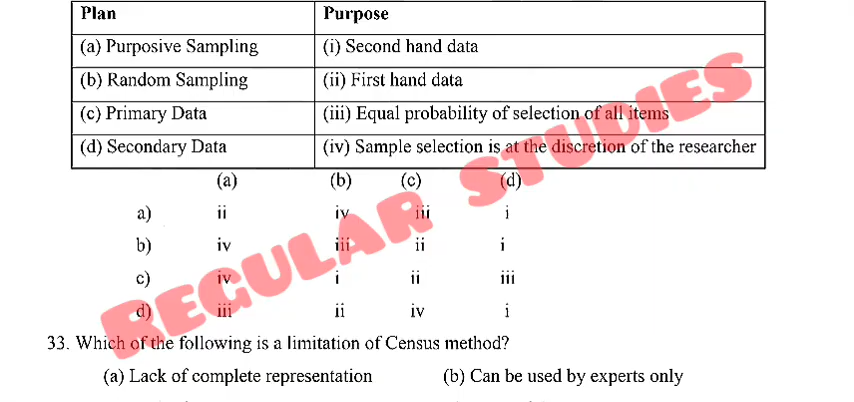 Plan Purpose
(a) Purposive Sampling (i) Second hand data
(b) Random Sampling (ii) First hand data
(c) Primary Data (iii) Equal probability of selection of all items
(d) Secondary Data (iv) Sample selection is at the discretion of the researcher
(a) (b) (c) (d)
a) ii iv iii i
b) iv iii ii i
c) iv i ii iii
d) iii ii iv i
33. Which of the following is a limitation of Census method?
(a) Lack of complete representation (b) Can be used by experts only
REGULAR STUDIES